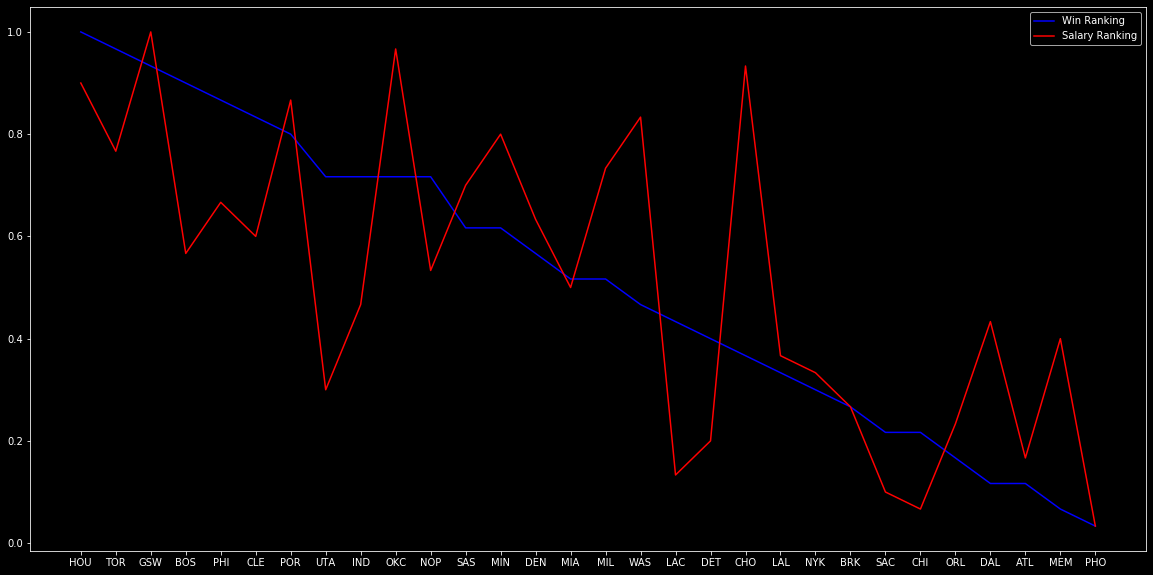 Win Ranking
Salary Ranking
1.0
0.8
0.6
0.4
0.2
0.0
HOU TOR GSW BOS PHI CLE POR UTA IND OKC NOP SAS MIN DEN MIA MIL WAS LAC DET CHO LAL NYK BRK SAC CHI ORL DAL ATL MEM PHO